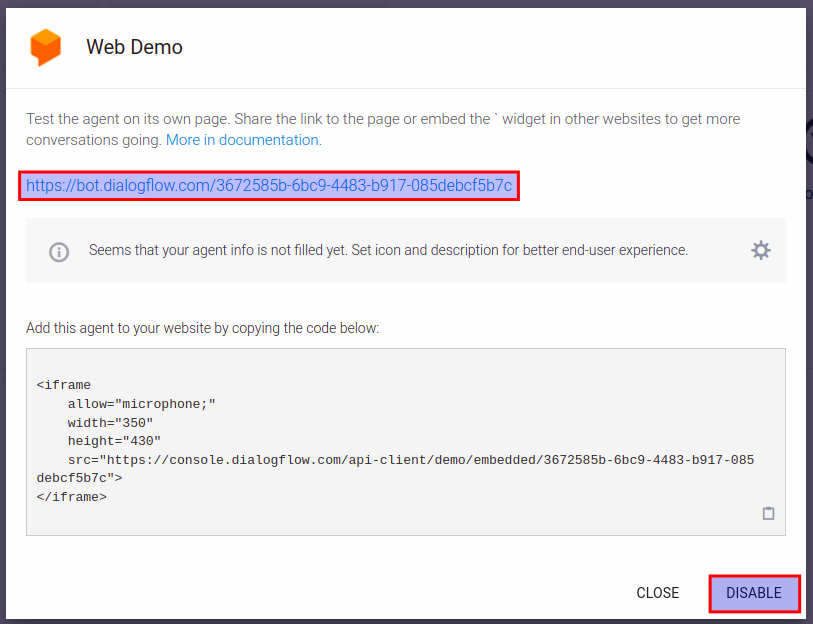 Web Demo
Test the agent on its own page. Share the link to the page or embed the ` widget in other websites to get more
conversations going. More in documentation.
https://bot.dialogflow.com/3672585b-6bc9-4483-b917-085debcf5b7c
Seems that your agent info is not filled yet. Set icon and description for better end-user experience.
Add this agent to your website by copying the code below:
<iframe
    allow="microphone;"
    width="350"
    height="430"
    src="https://console.dialogflow.com/api-client/demo/embedded/3672585b-6bc9-4483-b917-085
debcf5b7c">
</iframe>
CLOSE DISABLE